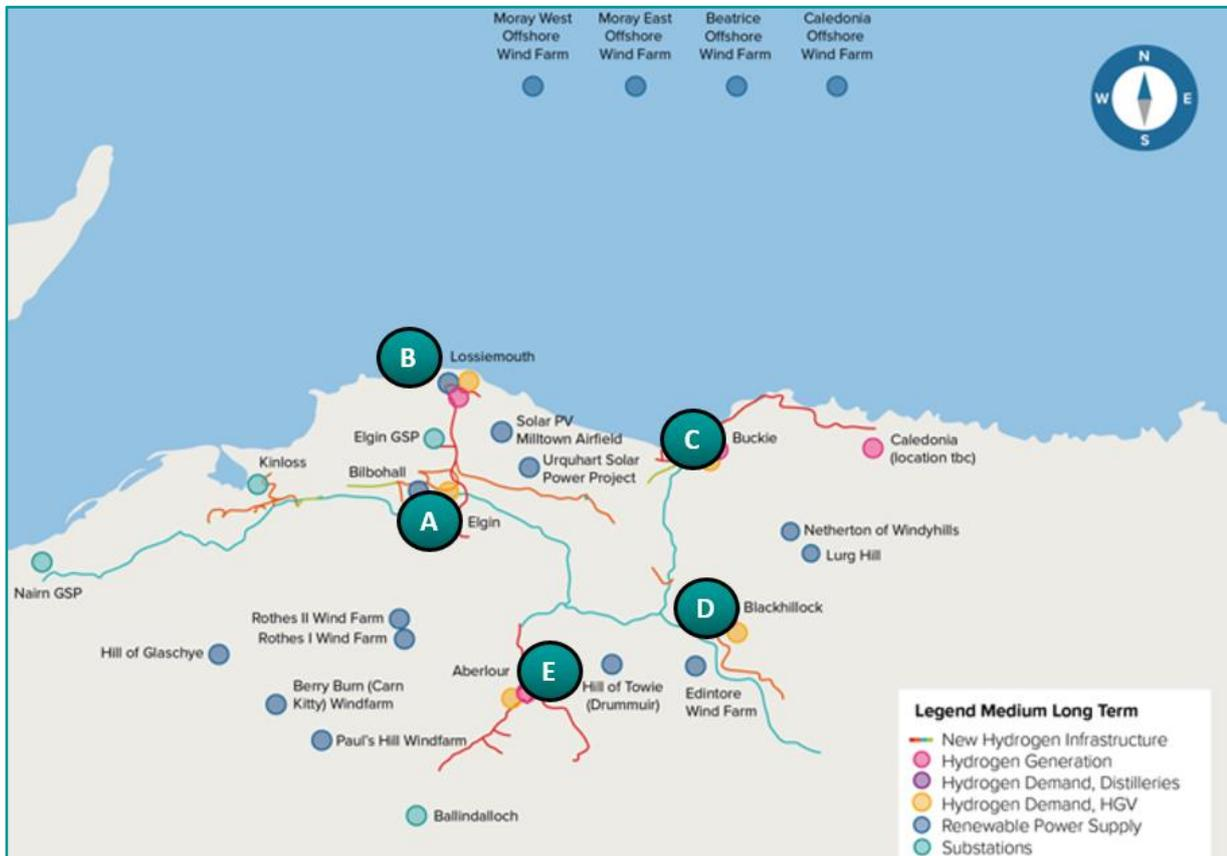 Moray West
Offshore
Wind Farm
Moray East
Offshore
Wind Farm
Beatrice
Offshore
Wind Farm
Caledonia
Offshore
Wind Farm
N
W
E
S
B
Lossiemouth
Solar PV
Milltown Airfield
Elgin GSP
C
Buckie
Caledonia
(location tbc)
Kinloss
Bilbohall
Urquhart Solar
Power Project
A
Elgin
Netherton of Windyhills
Lurg Hill
Nairn GSP
D
Blackhillock
Rothes II Wind Farm
Rothes I Wind Farm
Hill of Glaschye
Aberlour
E
Hill of Towie
(Drummuir)
Edintore
Wind Farm
Berry Burn (Carn
Kitty) Windfarm
Paul's Hill Windfarm
Ballindalloch
Legend Medium Long Term
New Hydrogen Infrastructure
Hydrogen Generation
Hydrogen Demand, Distilleries
Hydrogen Demand, HGV
Renewable Power Supply
Substations